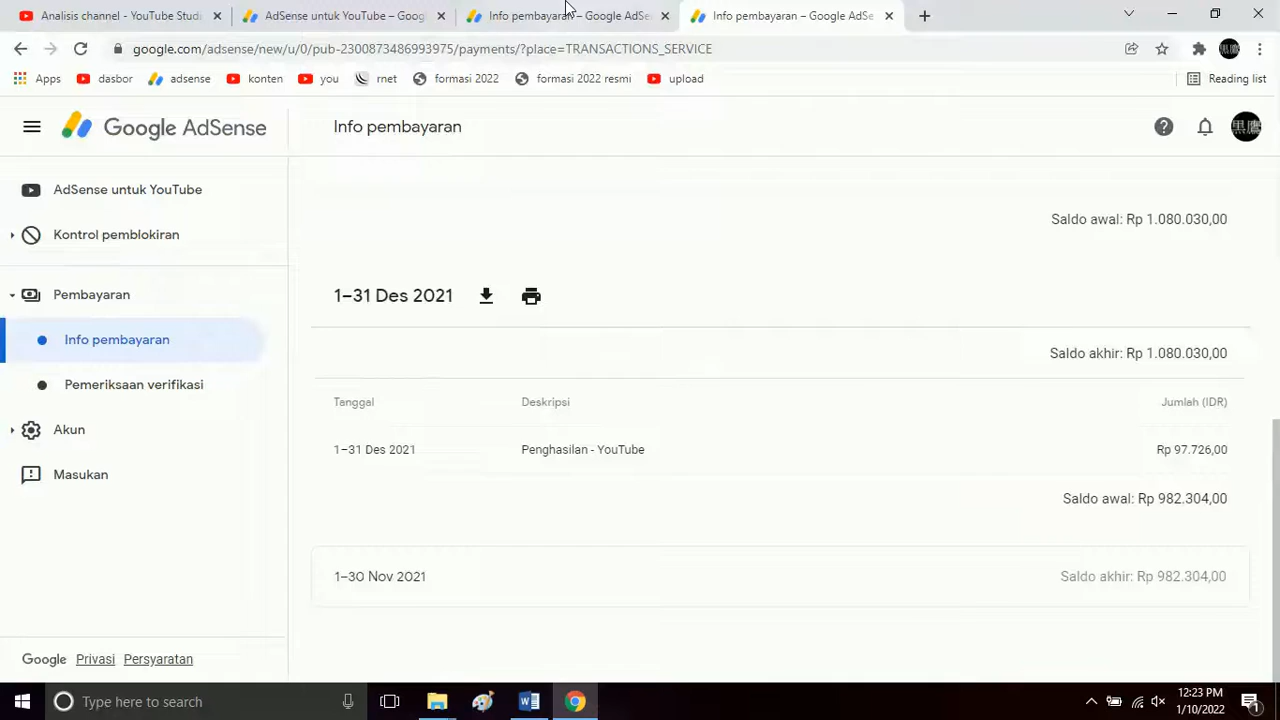 Analisis channel - YouTube Studi
AdSense untuk YouTube – Googl
Info pembayaran – Google AdSe
Info pembayaran – Google AdSe
google.com/adsense/new/u/0/pub-2300873486993975/payments/?place=TRANSACTIONS_SERVICE
Apps
dasbor
adsense
konten
you
rnet
formasi 2022
formasi 2022 resmi
upload
Reading list
Google AdSense
Info pembayaran
黒鷹
AdSense untuk YouTube
Kontrol pemblokiran
Pembayaran
Info pembayaran
Pemeriksaan verifikasi
Akun
Masukan
Google Privasi Persyaratan
Saldo awal: Rp 1.080.030,00
1–31 Des 2021
Saldo akhir: Rp 1.080.030,00
Tanggal Deskripsi Jumlah (IDR)
1–31 Des 2021 Penghasilan - YouTube Rp 97.726,00
Saldo awal: Rp 982.304,00
1–30 Nov 2021 Saldo akhir: Rp 982.304,00
Type here to search
12:23 PM
1/10/2022